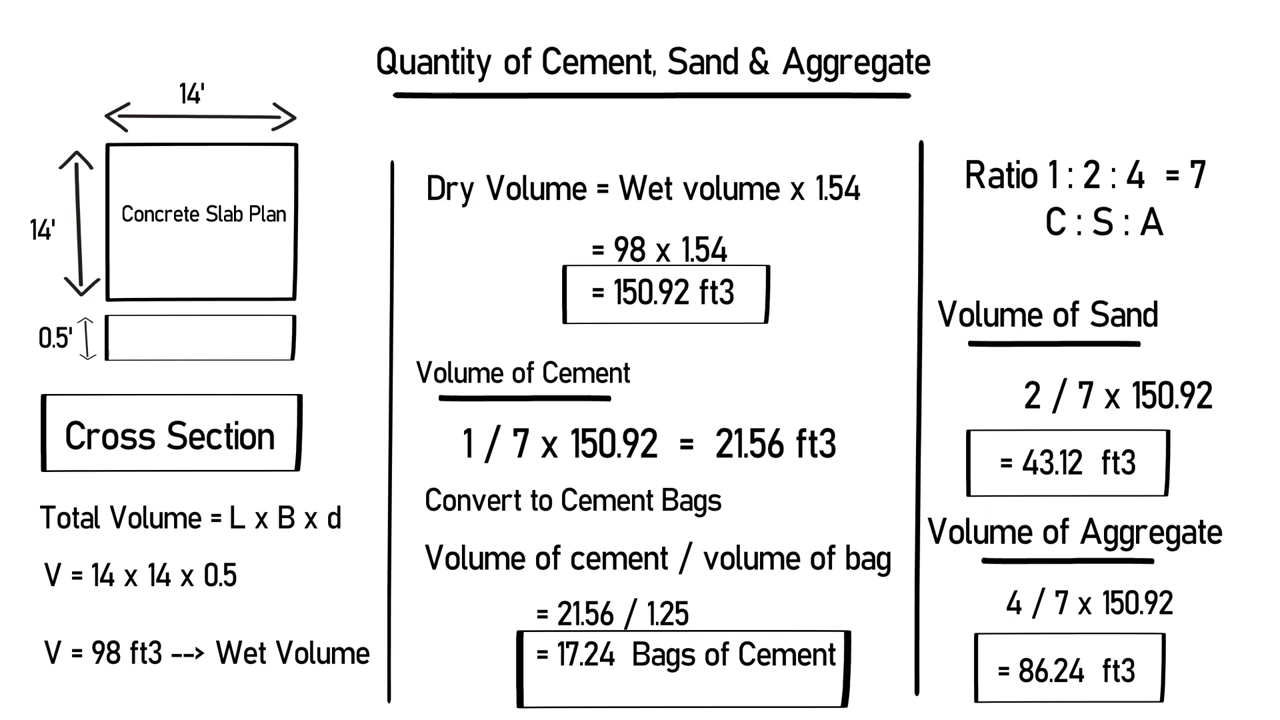 Quantity of Cement, Sand & Aggregate
14'
14'
Concrete Slab Plan
0.5'
Cross Section
Total Volume = L x B x d
V = 14 x 14 x 0.5
V = 98 ft3 --> Wet Volume
Dry Volume = Wet volume x 1.54
= 98 x 1.54
= 150.92 ft3
Volume of Cement
1 / 7 x 150.92 = 21.56 ft3
Convert to Cement Bags
Volume of cement / volume of bag
= 21.56 / 1.25
= 17.24 Bags of Cement
Ratio 1 : 2 : 4 = 7
C : S : A
Volume of Sand
2 / 7 x 150.92
= 43.12 ft3
Volume of Aggregate
4 / 7 x 150.92
= 86.24 ft3